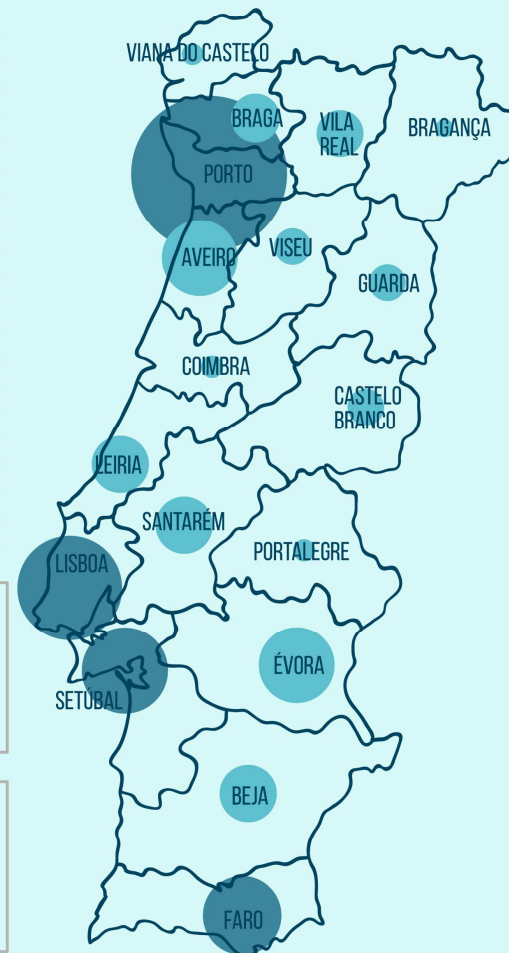 VIANA DO CASTELO
BRAGA
VILA
REAL
BRAGANÇA
PORTO
AVEIRO
VISEU
GUARDA
COIMBRA
CASTELO
BRANCO
LEIRIA
SANTARÉM
PORTALEGRE
LISBOA
ÉVORA
SETÚBAL
BEJA
FARO